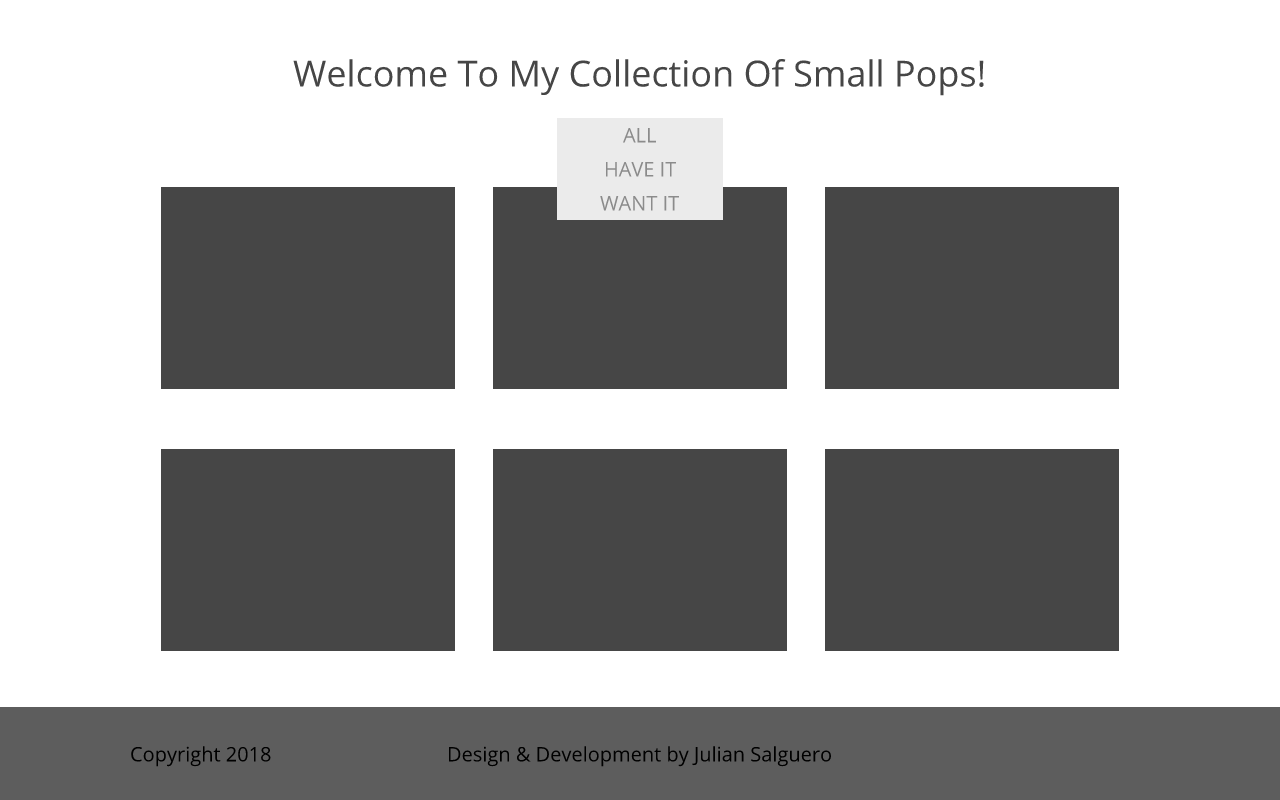 Welcome To My Collection Of Small Pops!
ALL
HAVE IT
WANT IT
Copyright 2018
Design & Development by Julian Salguero